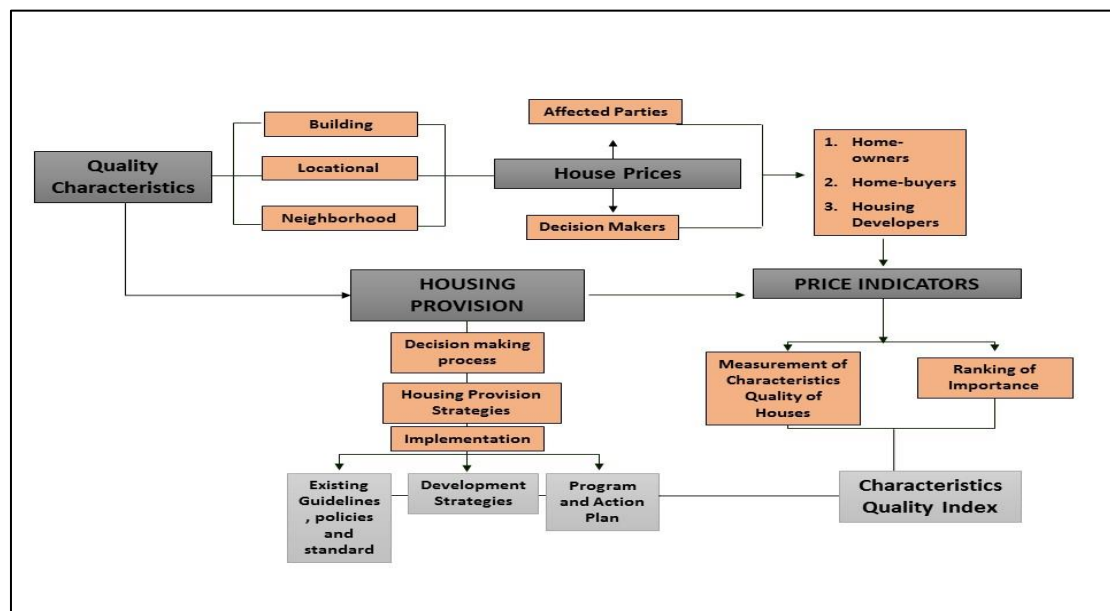 Affected Parties
Building
1. Home-
owners
2. Home-buyers
3. Housing
Developers
Quality
Characteristics
Locational
House Prices
Neighborhood
Decision Makers
HOUSING
PROVISION
PRICE INDICATORS
Decision making
process
Measurement of
Characteristics
Quality of
Houses
Ranking of
Importance
Housing Provision
Strategies
Implementation
Existing
Guidelines
, policies
and
standard
Development
Strategies
Program
and Action
Plan
Characteristics
Quality Index